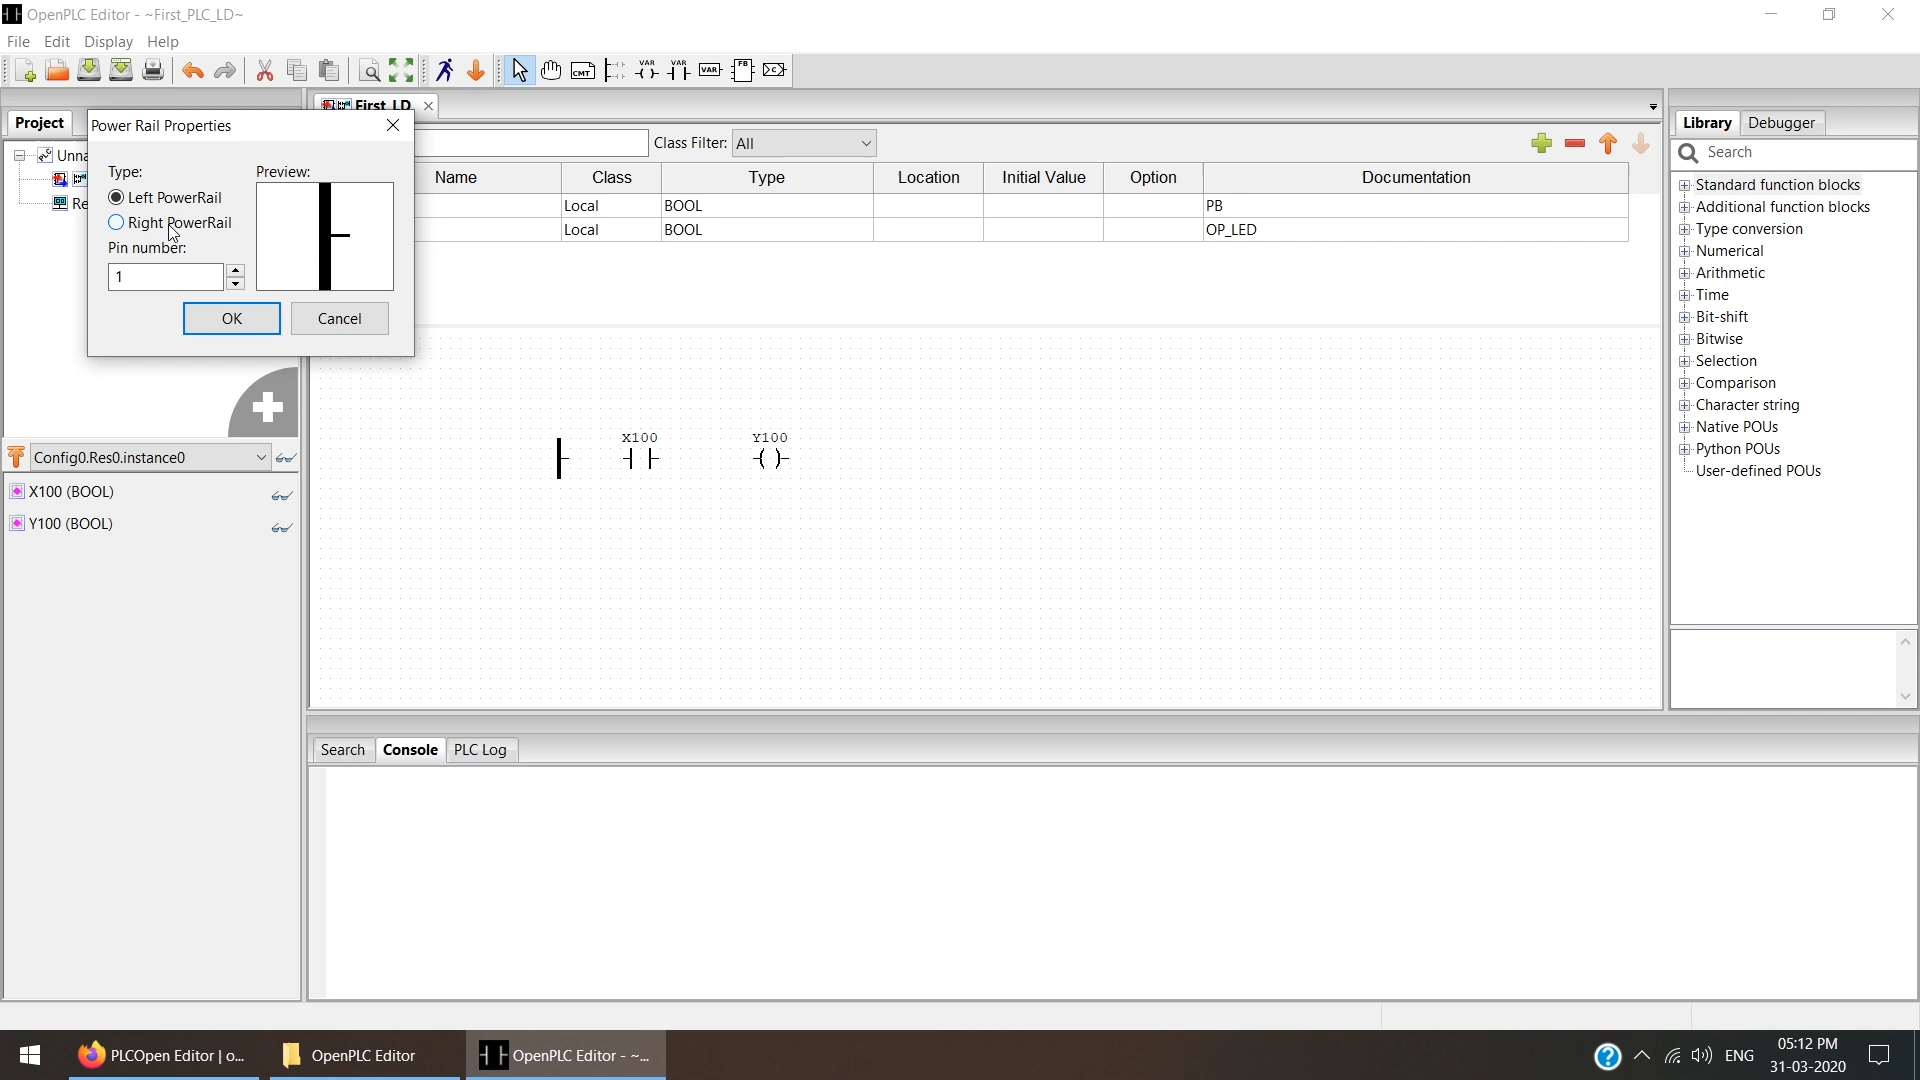 OpenPLC Editor - ~First_PLC_LD~
File Edit Display Help
CMT VAR VAR VAR FB C
Project
First_LD
Power Rail Properties
Type:
Preview:
Left PowerRail
Right PowerRail
Pin number:
1
OK Cancel
Unna
Re
Class Filter: All
Name Class Type Location Initial Value Option Documentation
Local BOOL PB
Local BOOL OP_LED
X100 Y100
Config0.Res0.instance0
X100 (BOOL)
Y100 (BOOL)
Library Debugger
Search
Standard function blocks
Additional function blocks
Type conversion
Numerical
Arithmetic
Time
Bit-shift
Bitwise
Selection
Comparison
Character string
Native POUs
Python POUs
User-defined POUs
Search Console PLC Log
PLCOpen Editor | o...
OpenPLC Editor
OpenPLC Editor - ~...
ENG
05:12 PM
31-03-2020